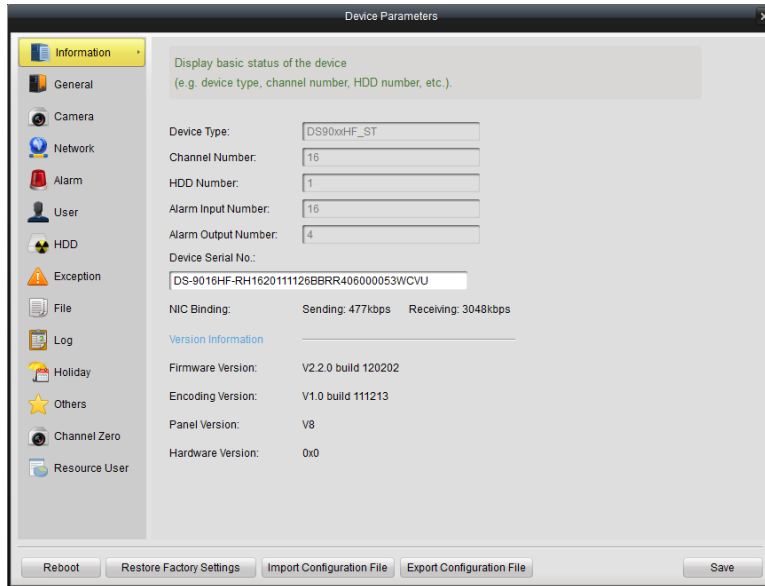 Device Parameters
Information
General
Camera
Network
Alarm
User
HDD
Exception
File
Log
Holiday
Others
Channel Zero
Resource User
Display basic status of the device
(e.g. device type, channel number, HDD number, etc.).
Device Type: DS90xxHF_ST
Channel Number: 16
HDD Number: 1
Alarm Input Number: 16
Alarm Output Number: 4
Device Serial No.:
DS-9016HF-RH1620111126BBRR406000053WCVU
NIC Binding: Sending: 477kbps Receiving: 3048kbps
Version Information
Firmware Version: V2.2.0 build 120202
Encoding Version: V1.0 build 111213
Panel Version: V8
Hardware Version: 0x0
Reboot Restore Factory Settings Import Configuration File Export Configuration File Save